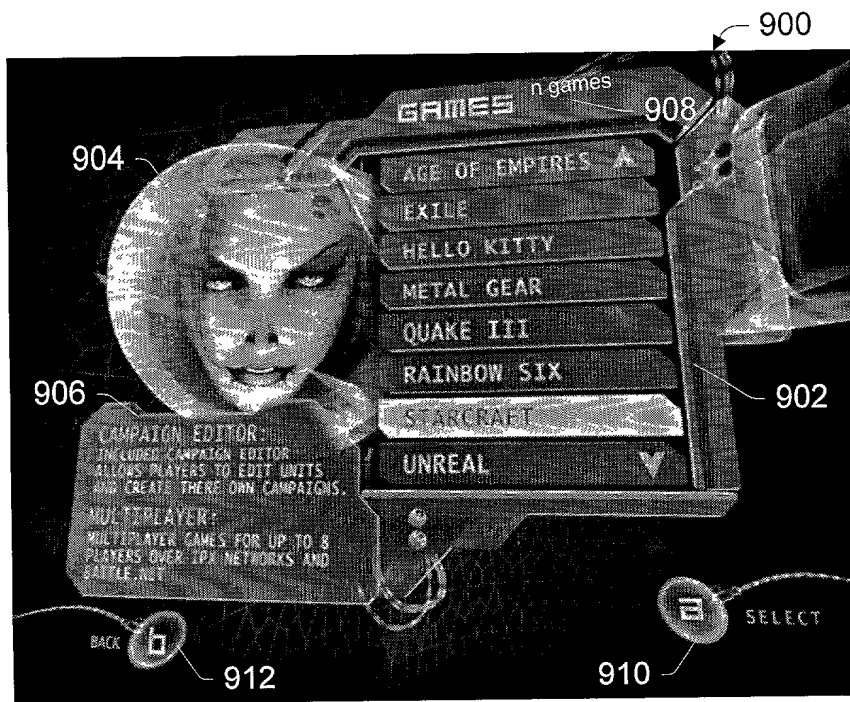 900
GAMES n games
908
904
AGE OF EMPIRES
EXILE
HELLO KITTY
METAL GEAR
QUAKE III
RAINBOW SIX
902
906
STARCRAFT
UNREAL
CAMPAIGN EDITOR:
INCLUDED CAMPAIGN EDITOR
ALLOWS PLAYERS TO EDIT UNITS
AND CREATE THERE OWN CAMPAIGNS.
MULTIPLAYER:
MULTIPLAYER GAMES FOR UP TO 8
PLAYERS OVER IPX NETWORKS AND
BATTLE.NET
BACK b
912
a SELECT
910